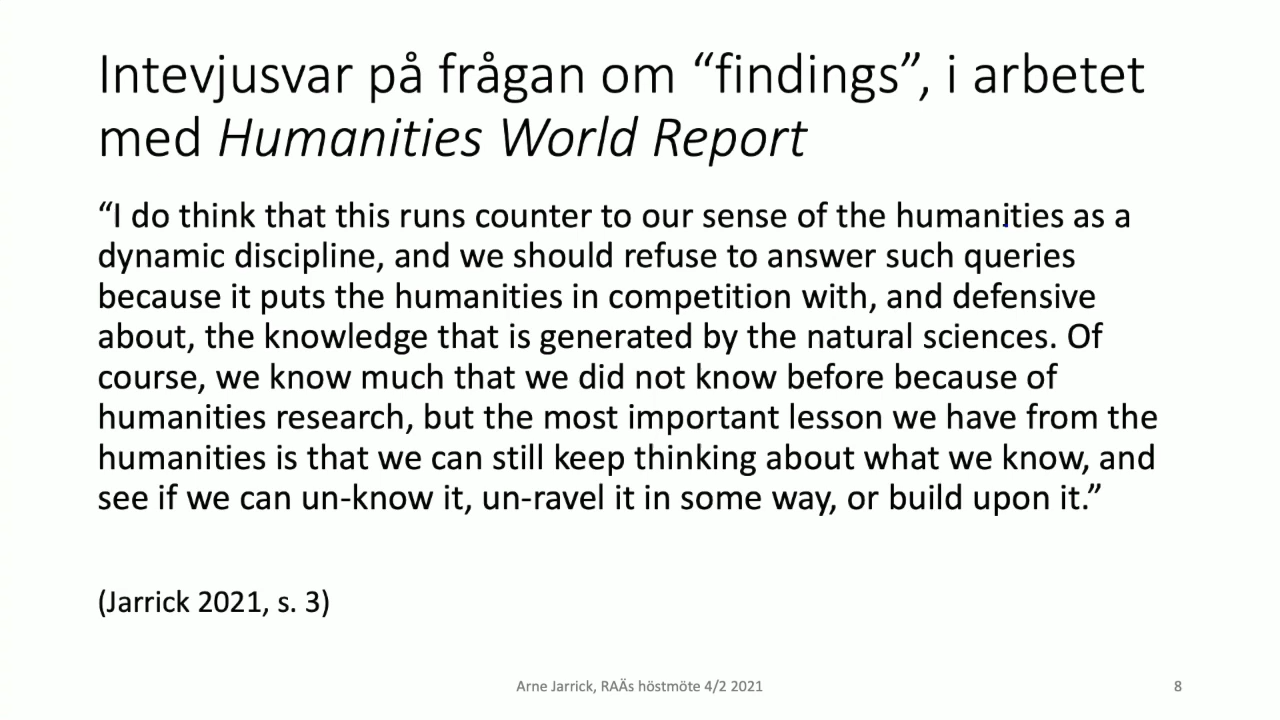 Intevjusvar på frågan om “findings”, i arbetet
med Humanities World Report
“I do think that this runs counter to our sense of the humanities as a
dynamic discipline, and we should refuse to answer such queries
because it puts the humanities in competition with, and defensive
about, the knowledge that is generated by the natural sciences. Of
course, we know much that we did not know before because of
humanities research, but the most important lesson we have from the
humanities is that we can still keep thinking about what we know, and
see if we can un-know it, un-ravel it in some way, or build upon it.”
(Jarrick 2021, s. 3)
Arne Jarrick, RAÄs höstmöte 4/2 2021
8